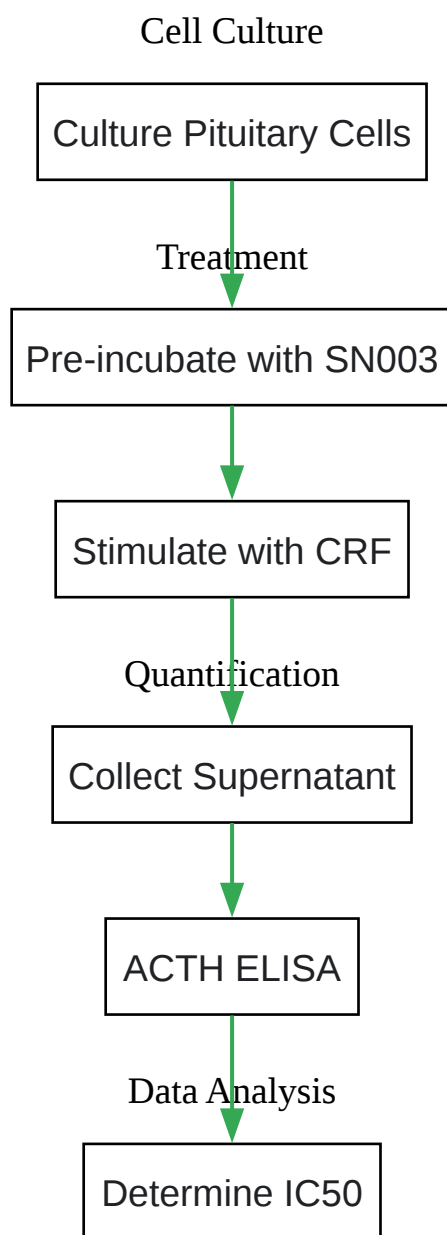 Cell Culture
Culture Pituitary Cells
Treatment
Pre-incubate with SN003
Stimulate with CRF
Quantification
Collect Supernatant
ACTH ELISA
Data Analysis
Determine IC50